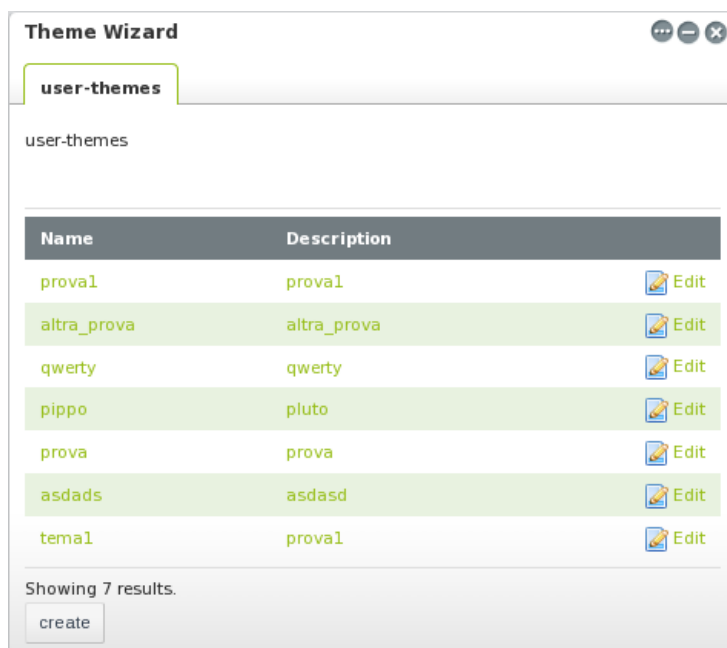 Theme Wizard
user-themes
user-themes
Name Description
prova1 prova1 Edit
altra_prova altra_prova Edit
qwerty qwerty Edit
pippo pluto Edit
prova prova Edit
asdads asdasd Edit
tema1 prova1 Edit
Showing 7 results.
create